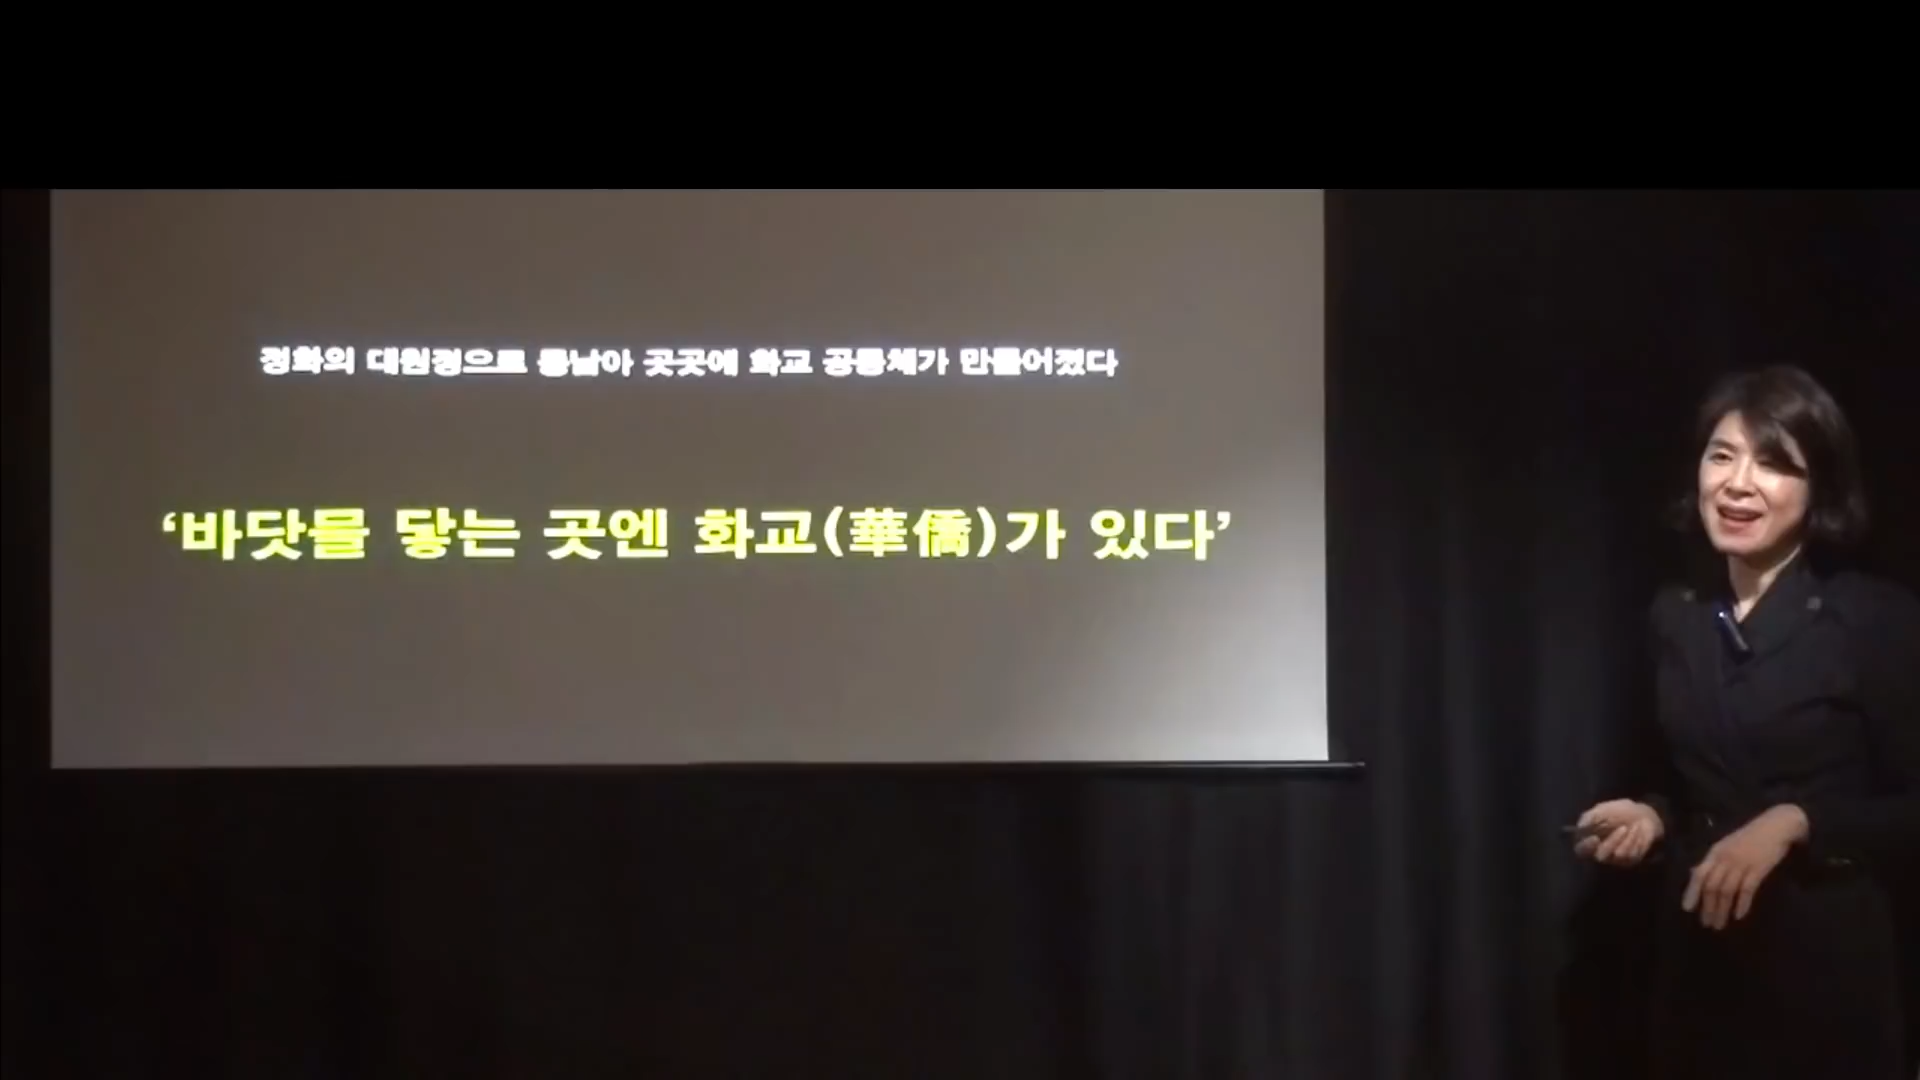 정화의 대원정으로 동남아 곳곳에 화교 공동체가 만들어졌다
‘바닷물 닿는 곳엔 화교(華僑)가 있다’